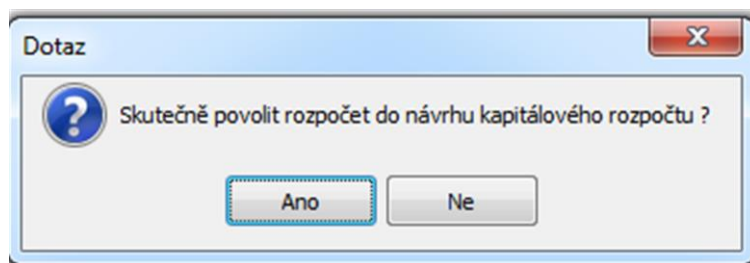 Dotaz
Skutečně povolit rozpočet do návrhu kapitálového rozpočtu ?
Ano
Ne